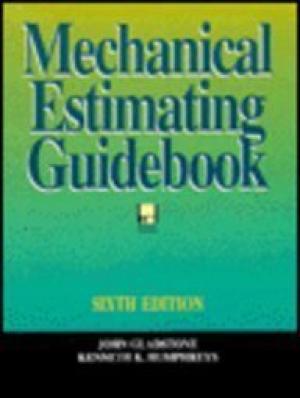 Mechanical
Estimating
Guidebook
SIXTH EDITION
JOHN GLADSTONE
KENNETH K. HUMPHREYS